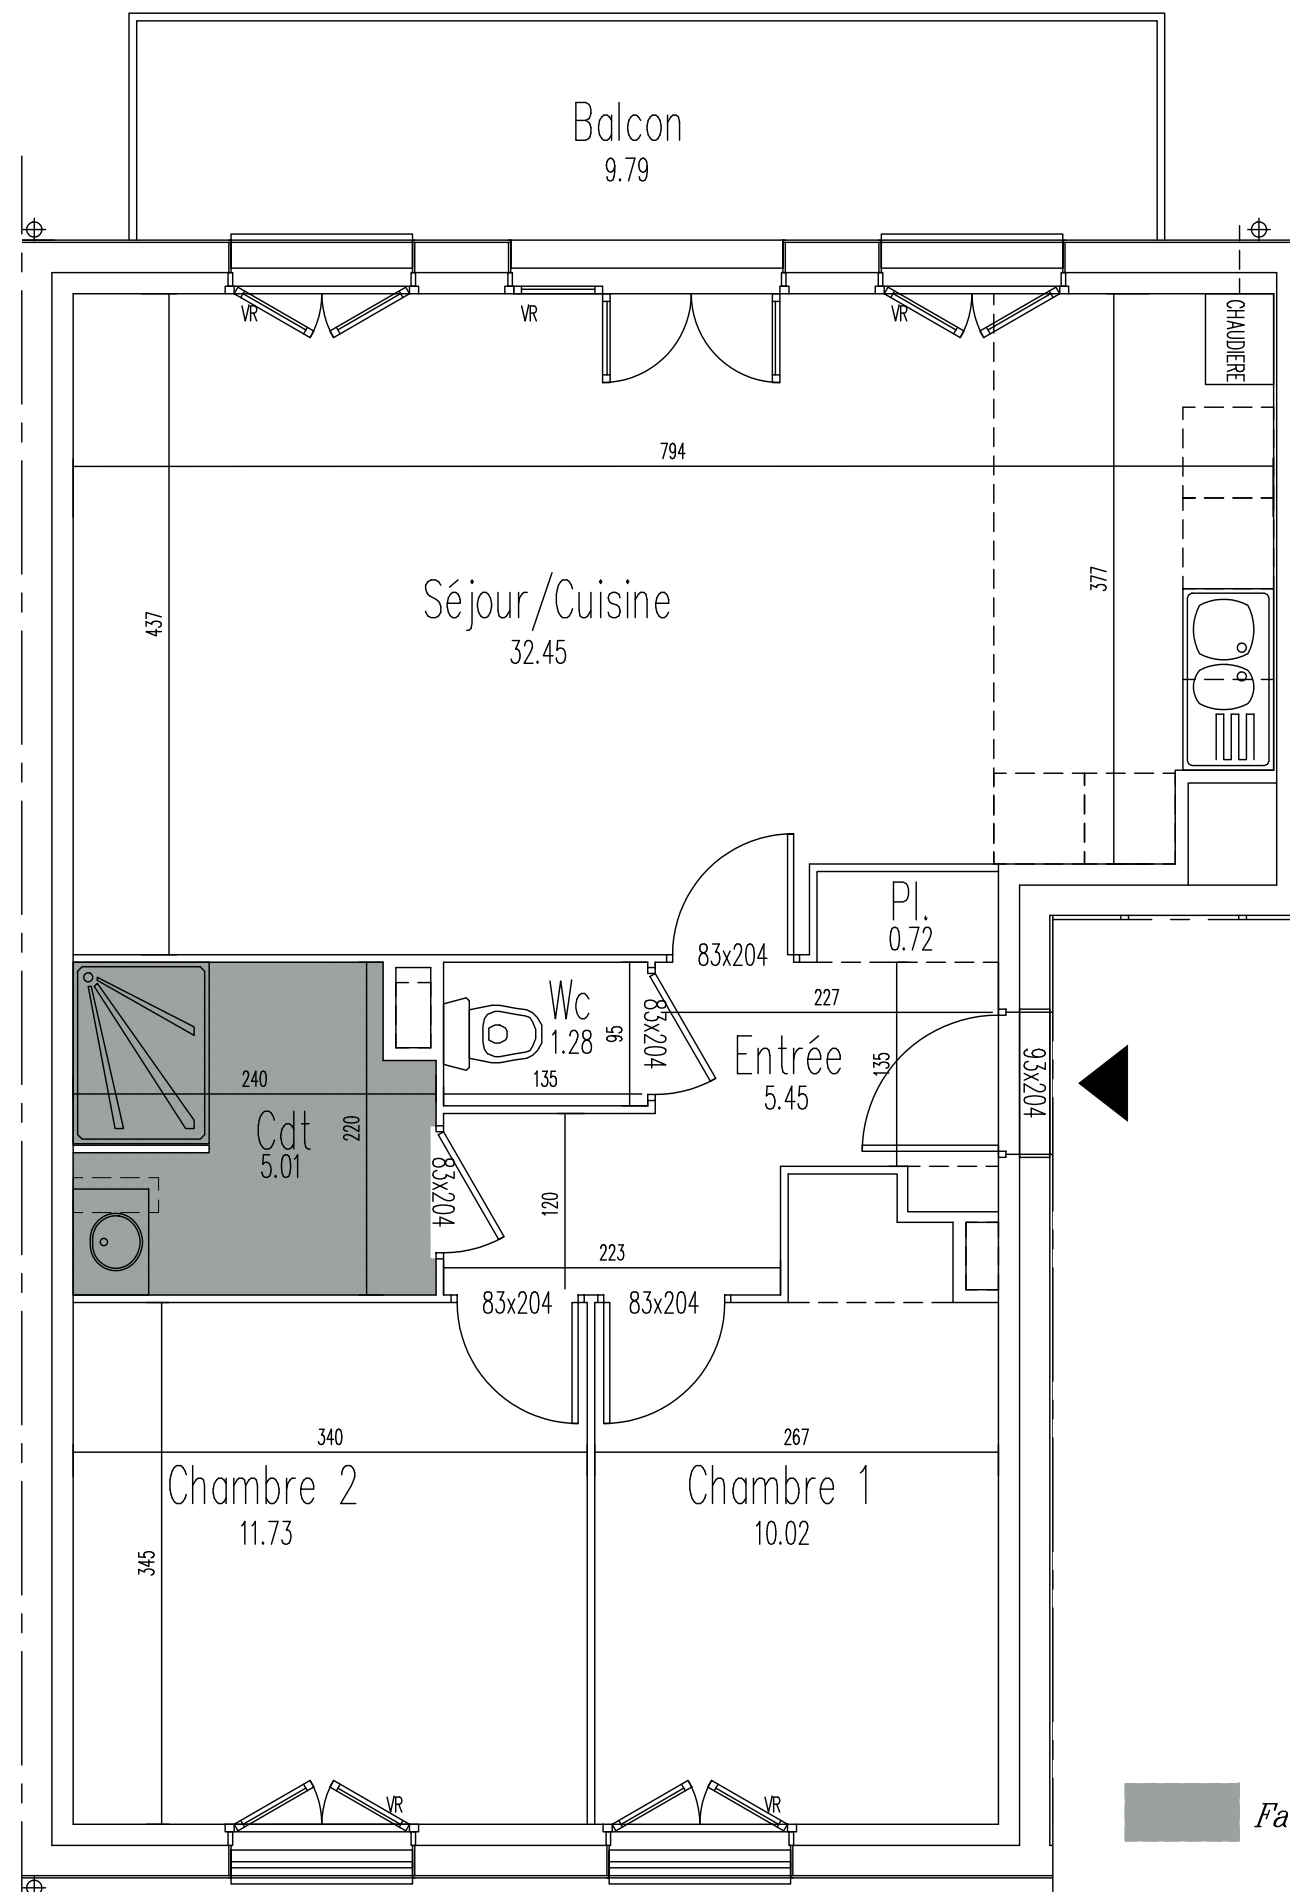 Balcon
9.79
VR
VR
VR
CHAUDIERE
794
437
377
Séjour/Cuisine
32.45
Pl.
0.72
83x204
227
Wc
1.28
95
83x204
135
Entrée
5.45
135
93x204
240
Cdt
5.01
220
83x204
120
223
83x204
83x204
340
267
Chambre 2
11.73
Chambre 1
10.02
345
VR
VR
Fa